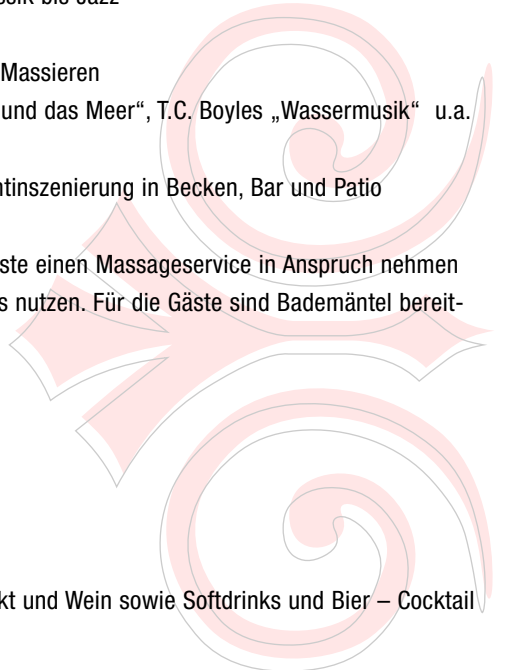 sik bis Jazz
Massieren
und das Meer“, T.C. Boyles „Wassermusik“ u.a.
ntinszenierung in Becken, Bar und Patio
ste einen Massageservice in Anspruch nehmen
s nutzen. Für die Gäste sind Bademäntel bereit-
kt und Wein sowie Softdrinks und Bier – Cocktail